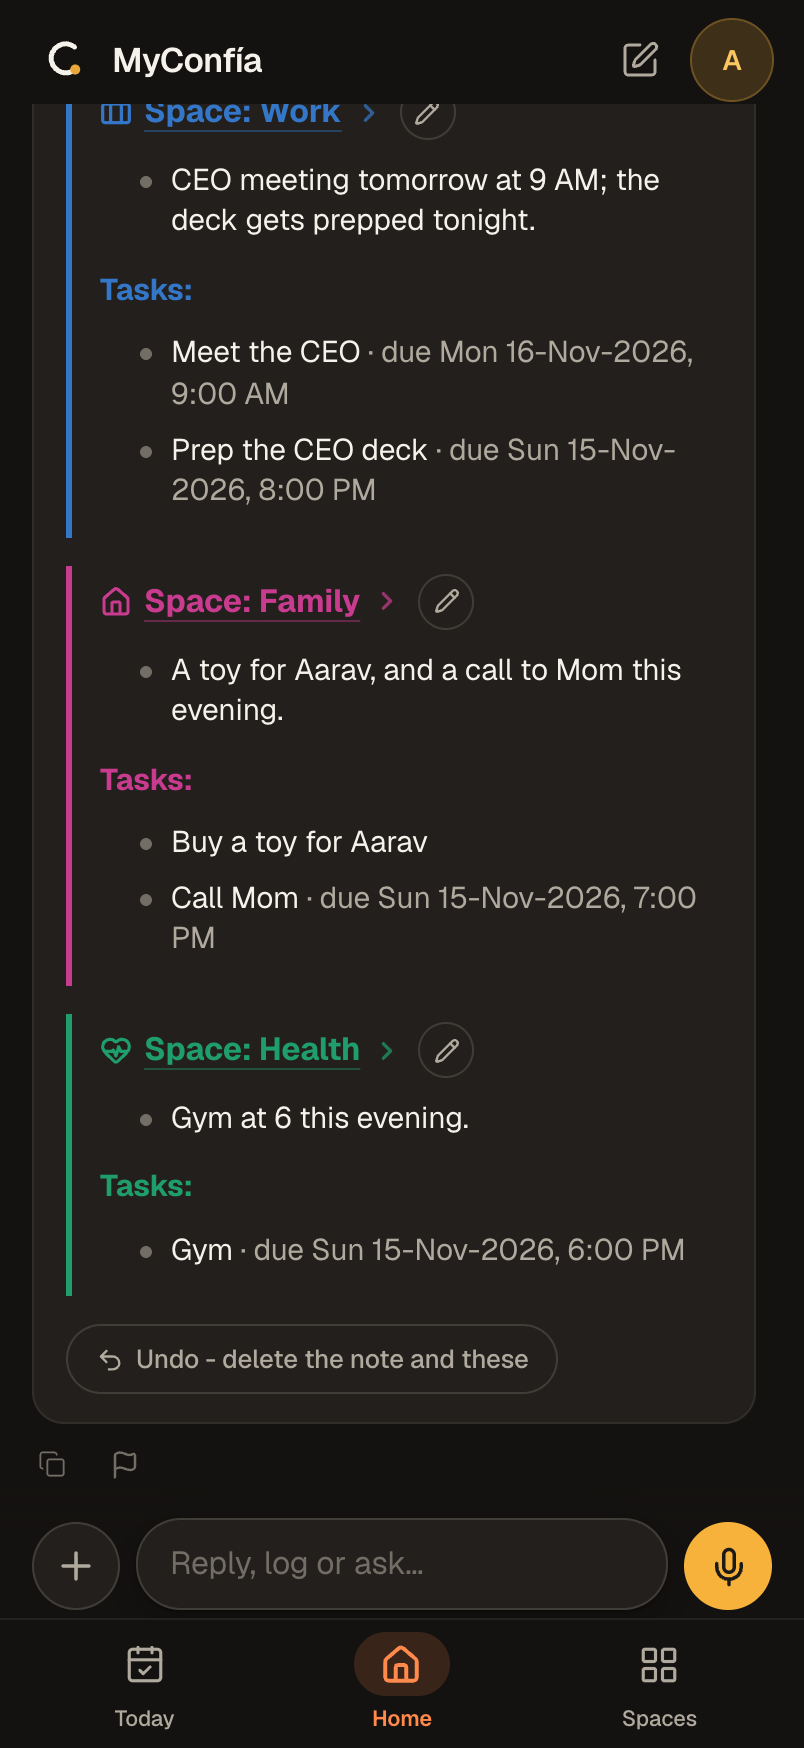 MyConfía
A
Space: Work
CEO meeting tomorrow at 9 AM; the
deck gets prepped tonight.
Tasks:
Meet the CEO · due Mon 16-Nov-2026,
9:00 AM
Prep the CEO deck · due Sun 15-Nov-
2026, 8:00 PM
Space: Family
A toy for Aarav, and a call to Mom this
evening.
Tasks:
Buy a toy for Aarav
Call Mom · due Sun 15-Nov-2026, 7:00
PM
Space: Health
Gym at 6 this evening.
Tasks:
Gym · due Sun 15-Nov-2026, 6:00 PM
Undo - delete the note and these
Reply, log or ask…
Today
Home
Spaces